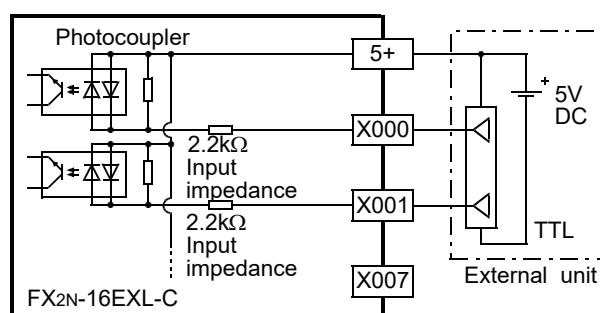 Photocoupler
5+
+
5V
DC
X000
2.2kΩ
Input
impedance
X001
2.2kΩ
Input
impedance
TTL
X007
External unit
FX2N-16EXL-C